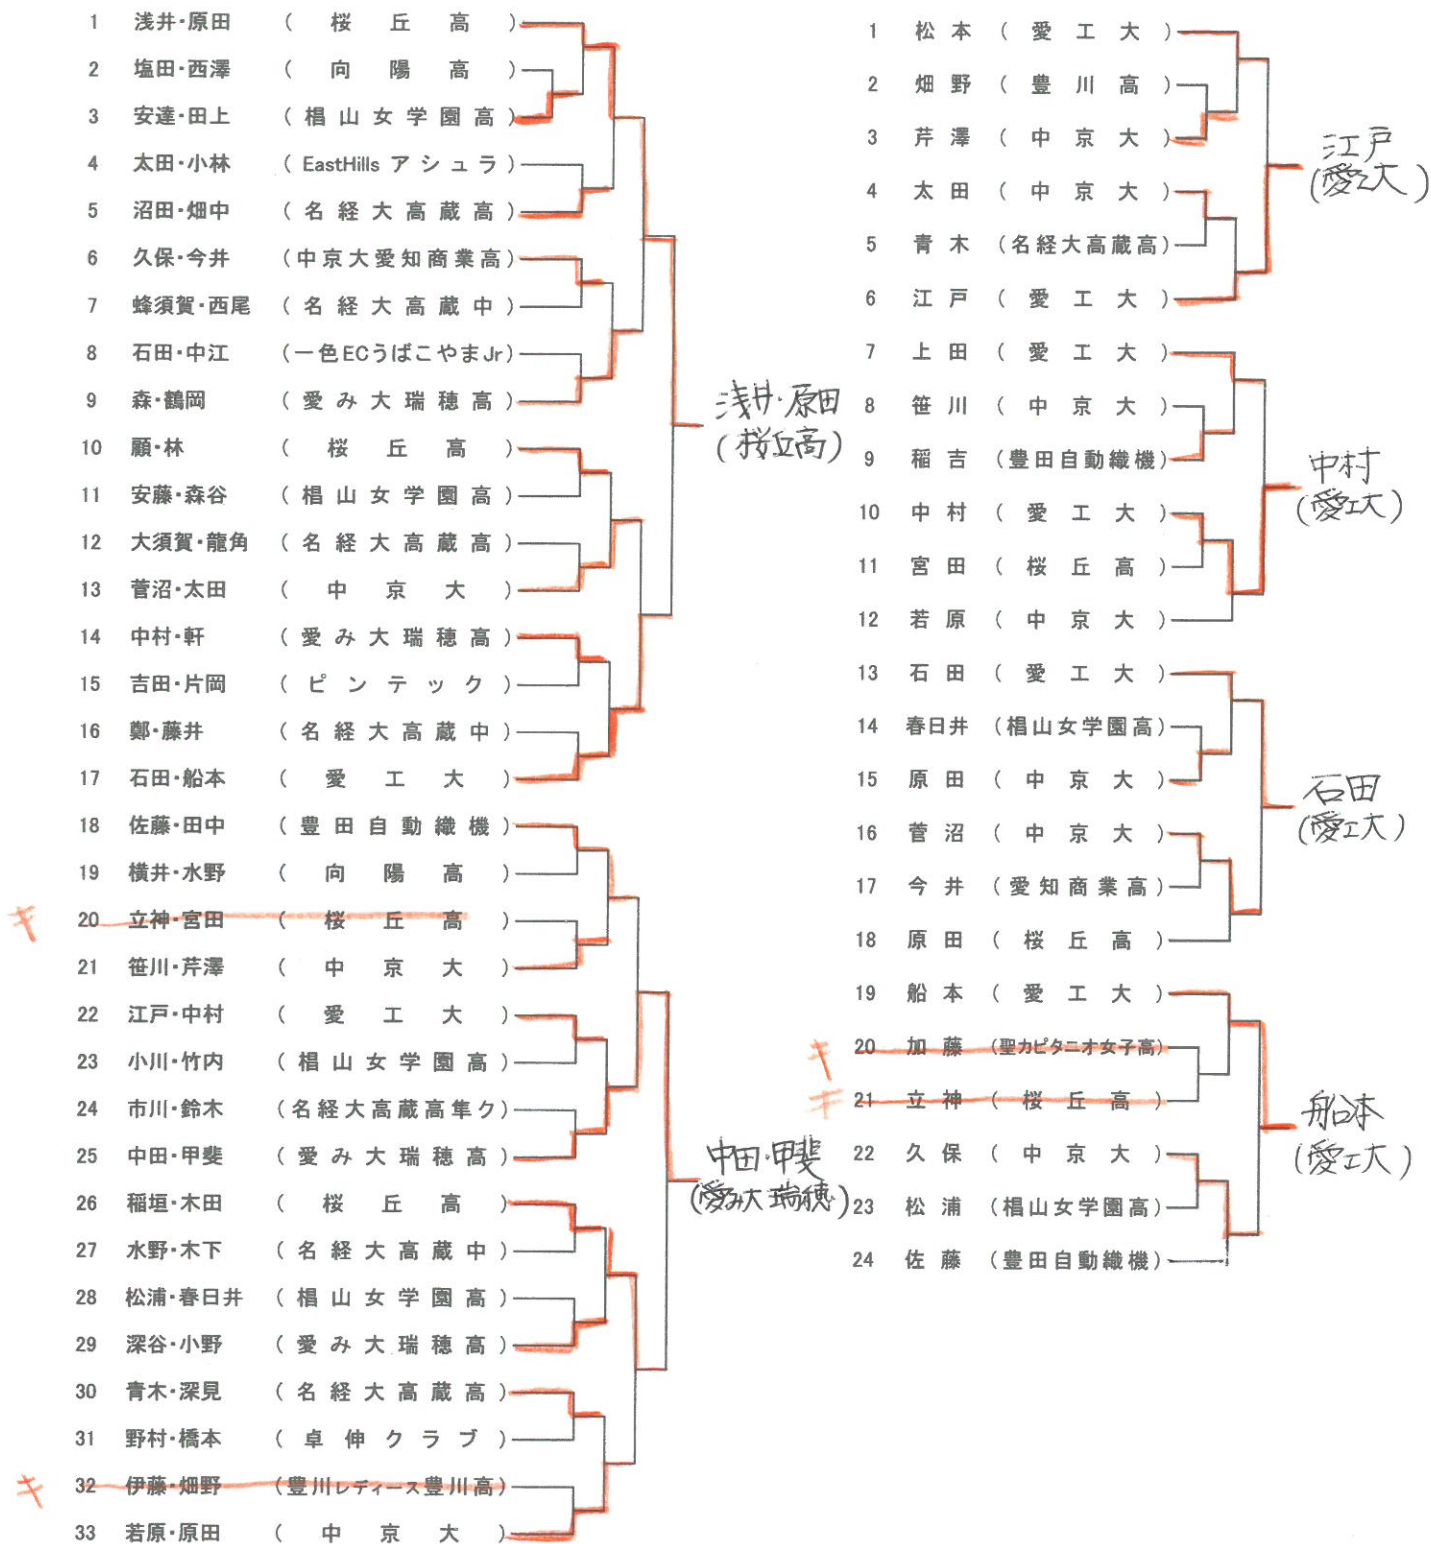 1 浅井・原田 (桜丘高)
2 塩田・西澤 (向陽高)
3 安達・田上 (椙山女学園高)
4 太田・小林 (EastHills アシュラ)
5 沼田・畑中 (名経大高蔵高)
6 久保・今井 (中京大愛知商業高)
7 蜂須賀・西尾 (名経大高蔵中)
8 石田・中江 (一色ECうばこやまJr)
9 森・鶴岡 (愛み大瑞穂高)
10 顧・林 (桜丘高)
11 安藤・森谷 (椙山女学園高)
12 大須賀・龍角 (名経大高蔵高)
13 菅沼・太田 (中京大)
14 中村・軒 (愛み大瑞穂高)
15 吉田・片岡 (ピンテック)
16 鄭・藤井 (名経大高蔵中)
17 石田・船本 (愛工大)
18 佐藤・田中 (豊田自動織機)
19 横井・水野 (向陽高)
キ 20 立神・宮田 (桜丘高)
21 笹川・芹澤 (中京大)
22 江戸・中村 (愛工大)
23 小川・竹内 (椙山女学園高)
24 市川・鈴木 (名経大高蔵高隼ク)
25 中田・甲斐 (愛み大瑞穂高)
26 稲垣・木田 (桜丘高)
27 水野・木下 (名経大高蔵中)
28 松浦・春日井 (椙山女学園高)
29 深谷・小野 (愛み大瑞穂高)
30 青木・深見 (名経大高蔵高)
31 野村・橋本 (卓伸クラブ)
キ 32 伊藤・畑野 (豊川レディース豊川高)
33 若原・原田 (中京大)
浅井・原田
(桜丘高)
中田・甲斐
(愛み大瑞穂)
1 松本 (愛工大)
2 畑野 (豊川高)
3 芹澤 (中京大)
4 太田 (中京大)
5 青木 (名経大高蔵高)
6 江戸 (愛工大)
7 上田 (愛工大)
8 笹川 (中京大)
9 稲吉 (豊田自動織機)
10 中村 (愛工大)
11 宮田 (桜丘高)
12 若原 (中京大)
13 石田 (愛工大)
14 春日井 (椙山女学園高)
15 原田 (中京大)
16 菅沼 (中京大)
17 今井 (愛知商業高)
18 原田 (桜丘高)
19 船本 (愛工大)
キ 20 加藤 (聖カピタニオ女子高)
キ 21 立神 (桜丘高)
22 久保 (中京大)
23 松浦 (椙山女学園高)
24 佐藤 (豊田自動織機)
江戸
(愛工大)
中村
(愛工大)
石田
(愛工大)
船本
(愛工大)